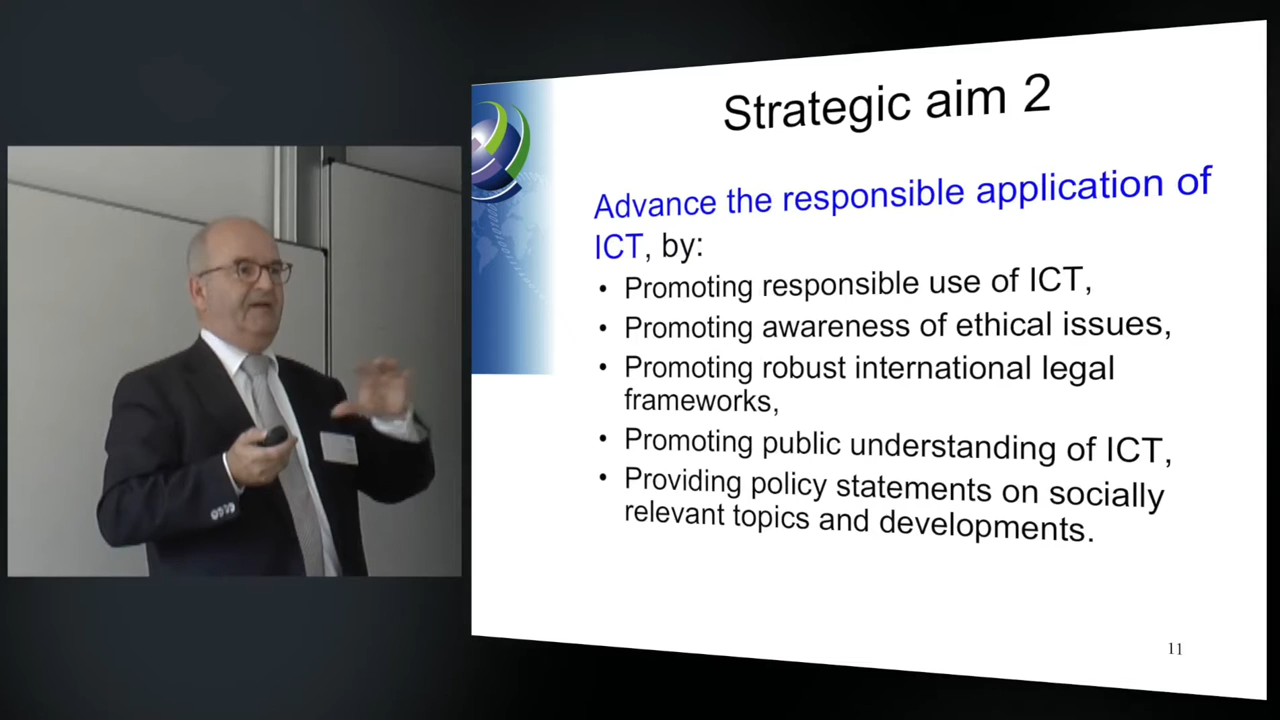 Strategic aim 2
Advance the responsible application of
ICT, by:
• Promoting responsible use of ICT,
• Promoting awareness of ethical issues,
• Promoting robust international legal
frameworks,
• Promoting public understanding of ICT,
• Providing policy statements on socially
relevant topics and developments.
11